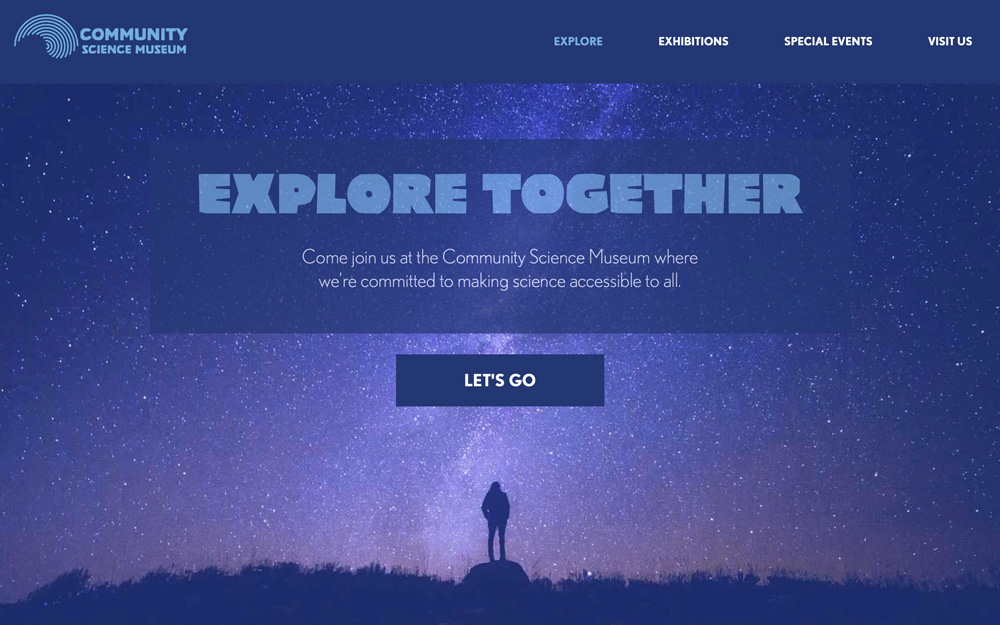 COMMUNITY
SCIENCE MUSEUM
EXPLORE
EXHIBITIONS
SPECIAL EVENTS
VISIT US
EXPLORE TOGETHER
Come join us at the Community Science Museum where
we're committed to making science accessible to all.
LET'S GO